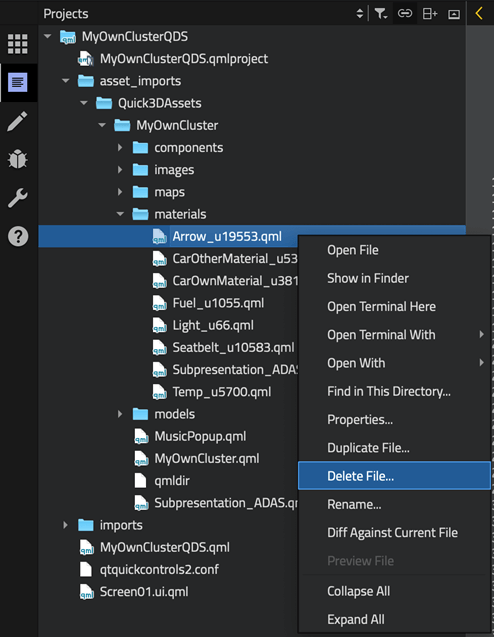 Projects
MyOwnClusterQDS
MyOwnClusterQDS.qmlproject
asset_imports
Quick3DAssets
MyOwnCluster
components
images
maps
materials
Arrow_u19553.qml
CarOtherMaterial_u53
CarOwnMaterial_u381
Fuel_u1055.qml
Light_u66.qml
Seatbelt_u10583.qml
Subpresentation_ADAS
Temp_u5700.qml
models
MusicPopup.qml
MyOwnCluster.qml
qmldir
Subpresentation_ADAS.q
imports
MyOwnClusterQDS.qml
qtquickcontrols2.conf
Screen01.ui.qml
Open File
Show in Finder
Open Terminal Here
Open Terminal With
Open With
Find in This Directory...
Properties...
Duplicate File...
Delete File...
Rename...
Diff Against Current File
Preview File
Collapse All
Expand All